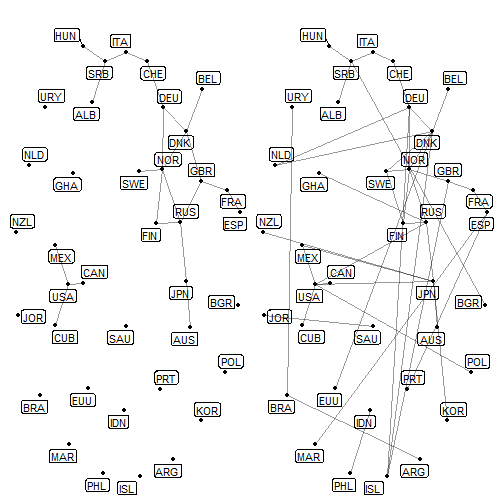 HUN
ITA
SRB
CHE
BEL
URY
ALB
DEU
DNK
NLD
NOR
GBR
GHA
SWE
FRA
NZL
RUS
ESP
FIN
MEX
CAN
USA
JPN
BGR
JOR
CUB
SAU
AUS
POL
PRT
BRA
EUU
IDN
KOR
MAR
ARG
PHL
ISL
HUN
ITA
SRB
CHE
BEL
URY
ALB
DEU
DNK
NLD
NOR
GBR
GHA
SWE
FRA
NZL
RUS
ESP
FIN
MEX
CAN
USA
JPN
BGR
JOR
CUB
SAU
AUS
POL
PRT
BRA
EUU
IDN
KOR
MAR
ARG
PHL
ISL